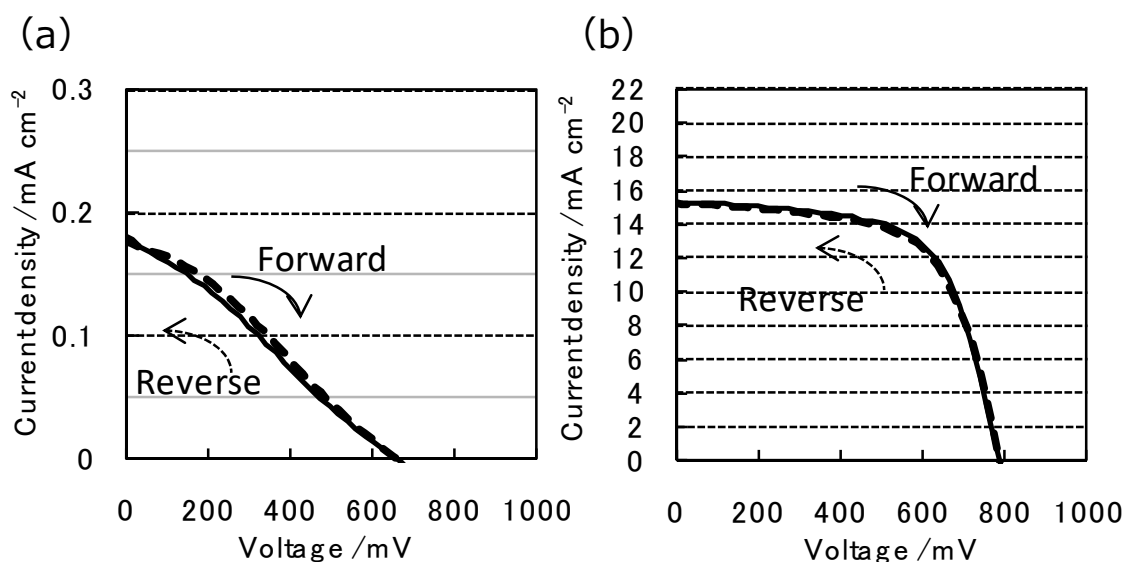 (a)
0.3
0.2
0.1
0
Currentdensity /mA cm⁻²
Forward
Reverse
0 200 400 600 800 1000
Voltage /mV
(b)
22
20
18
16
14
12
10
8
6
4
2
0
Currentdensity /mA cm⁻²
Forward
Reverse
0 200 400 600 800 1000
Voltage /mV